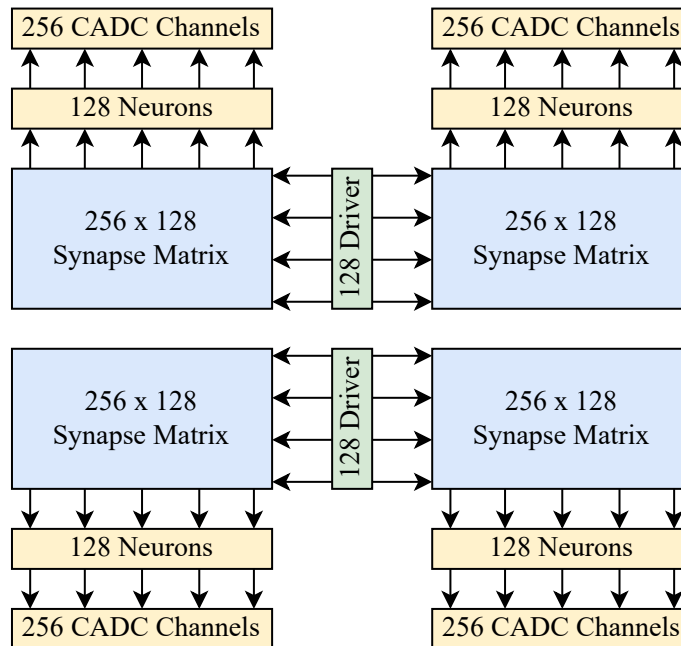 256 CADC Channels
256 CADC Channels
128 Neurons
128 Neurons
256 x 128
Synapse Matrix
128 Driver
256 x 128
Synapse Matrix
256 x 128
Synapse Matrix
128 Driver
256 x 128
Synapse Matrix
128 Neurons
128 Neurons
256 CADC Channels
256 CADC Channels